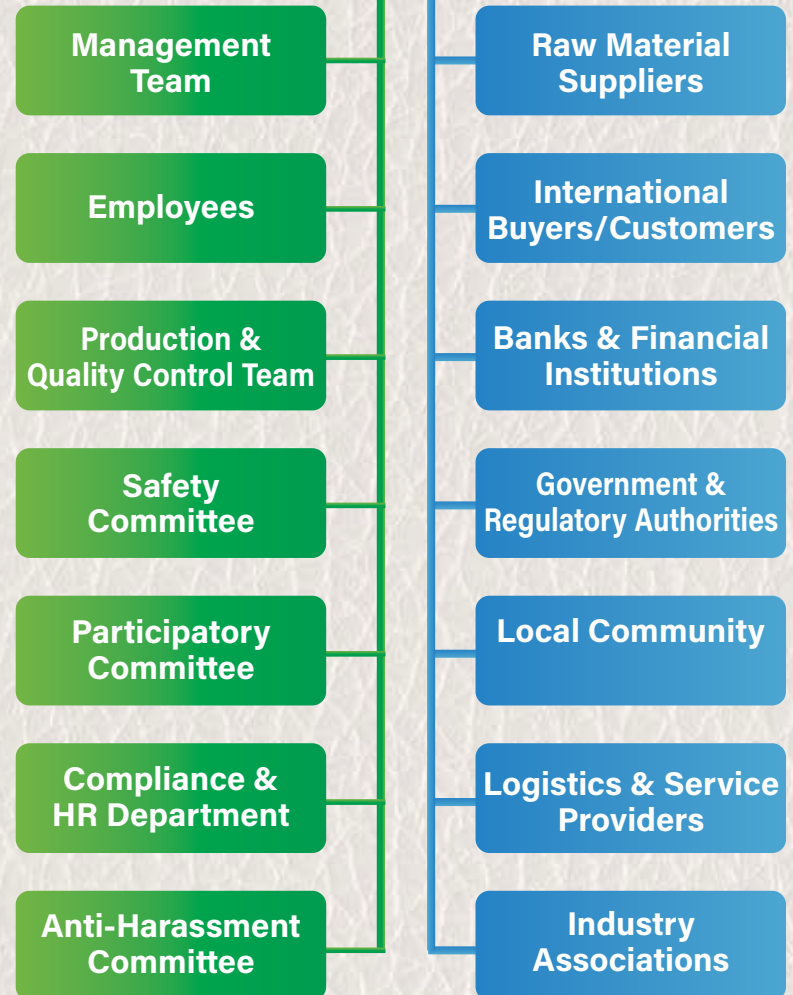 Management
Team
Employees
Production &
Quality Control Team
Safety
Committee
Participatory
Committee
Compliance &
HR Department
Anti-Harassment
Committee
Raw Material
Suppliers
International
Buyers/Customers
Banks & Financial
Institutions
Government &
Regulatory Authorities
Local Community
Logistics & Service
Providers
Industry
Associations